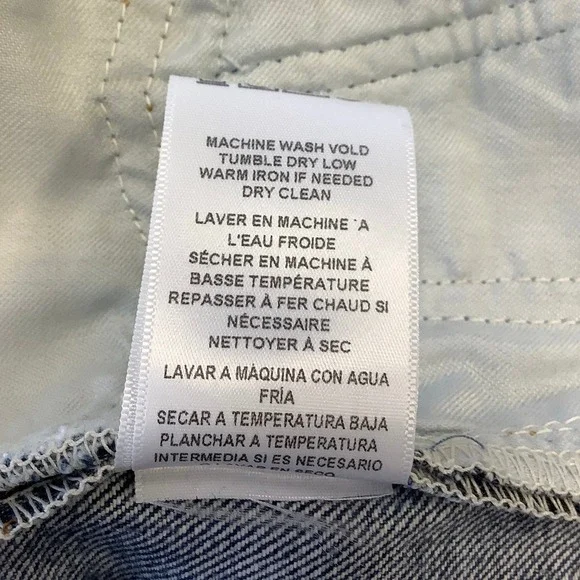 MACHINE WASH VOLD
TUMBLE DRY LOW
WARM IRON IF NEEDED
DRY CLEAN
LAVER EN MACHINE 'A
L'EAU FROIDE
SÉCHER EN MACHINE À
BASSE TEMPÉRATURE
REPASSER À FER CHAUD SI
NÉCESSAIRE
NETTOYER À SEC
LAVAR A MÀQUINA CON AGUA
FRÍA
SECAR A TEMPERATURA BAJA
PLANCHAR A TEMPERATURA
INTERMEDIA SI ES NECESARIO
EN SECO